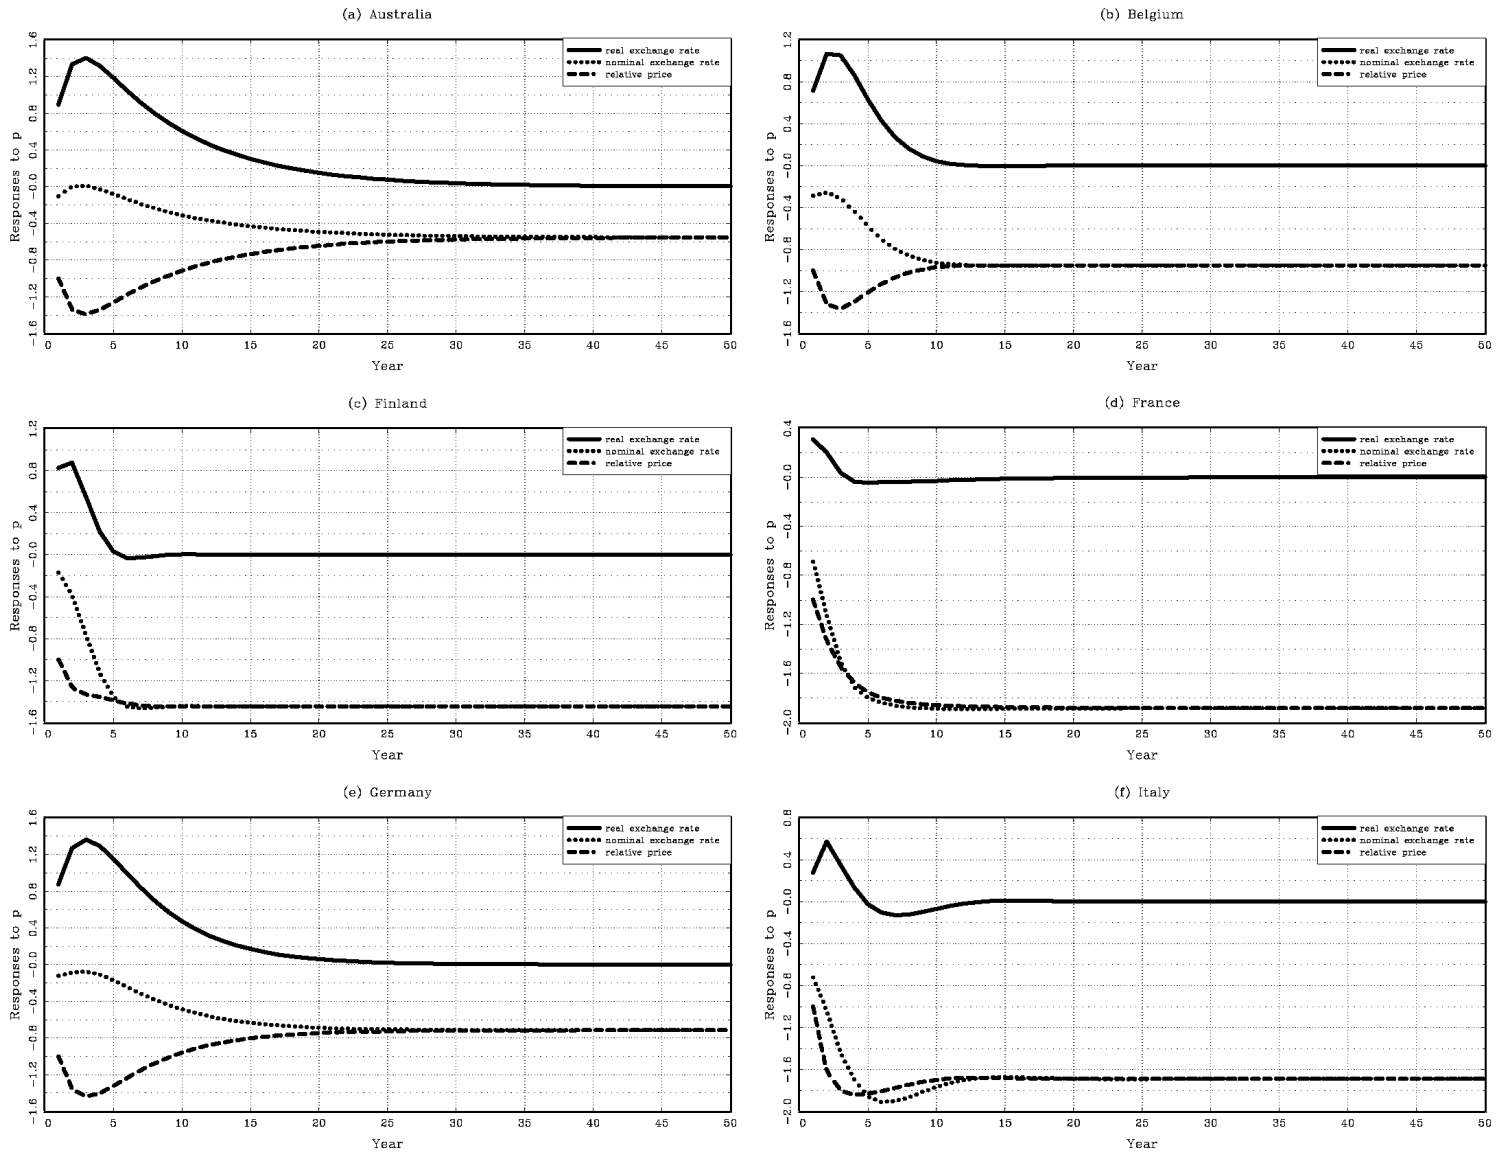 (a) Australia
Responses to p
1.6
1.2
0.8
0.4
-0.0
-0.4
-0.8
-1.2
-1.6
real exchange rate
nominal exchange rate
relative price
0 5 10 15 20 25 30 35 40 45 50
Year
(b) Belgium
Responses to p
1.2
0.8
0.4
-0.0
-0.4
-0.8
-1.2
-1.6
real exchange rate
nominal exchange rate
relative price
0 5 10 15 20 25 30 35 40 45 50
Year
(c) Finland
Responses to p
1.2
0.8
0.4
-0.0
-0.4
-0.8
-1.2
-1.6
real exchange rate
nominal exchange rate
relative price
0 5 10 15 20 25 30 35 40 45 50
Year
(d) France
Responses to p
0.4
-0.0
-0.4
-0.8
-1.2
-1.6
-2.0
real exchange rate
nominal exchange rate
relative price
0 5 10 15 20 25 30 35 40 45 50
Year
(e) Germany
Responses to p
1.6
1.2
0.8
0.4
-0.0
-0.4
-0.8
-1.2
-1.6
real exchange rate
nominal exchange rate
relative price
0 5 10 15 20 25 30 35 40 45 50
Year
(f) Italy
Responses to p
0.8
0.4
-0.0
-0.4
-0.8
-1.2
-1.6
-2.0
real exchange rate
nominal exchange rate
relative price
0 5 10 15 20 25 30 35 40 45 50
Year